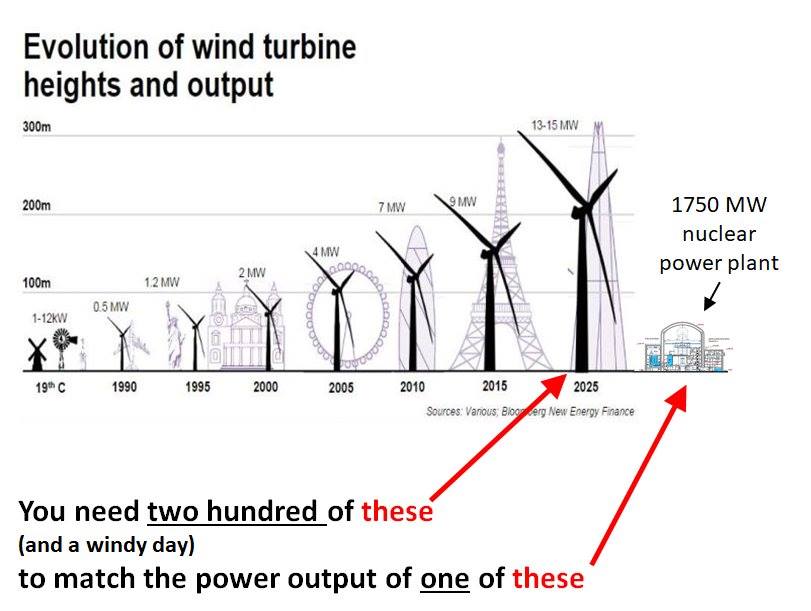 Evolution of wind turbine
heights and output
300m
13-15 MW
200m
7 MW
9 MW
1750 MW
nuclear
power plant
4 MW
2 MW
1.2 MW
100m
0.5 MW
1-12kW
19th C
1990
1995
2000
2005
2010
2015
2025
Sources: Various; Bloomberg New Energy Finance
You need two hundred of these
(and a windy day)
to match the power output of one of these